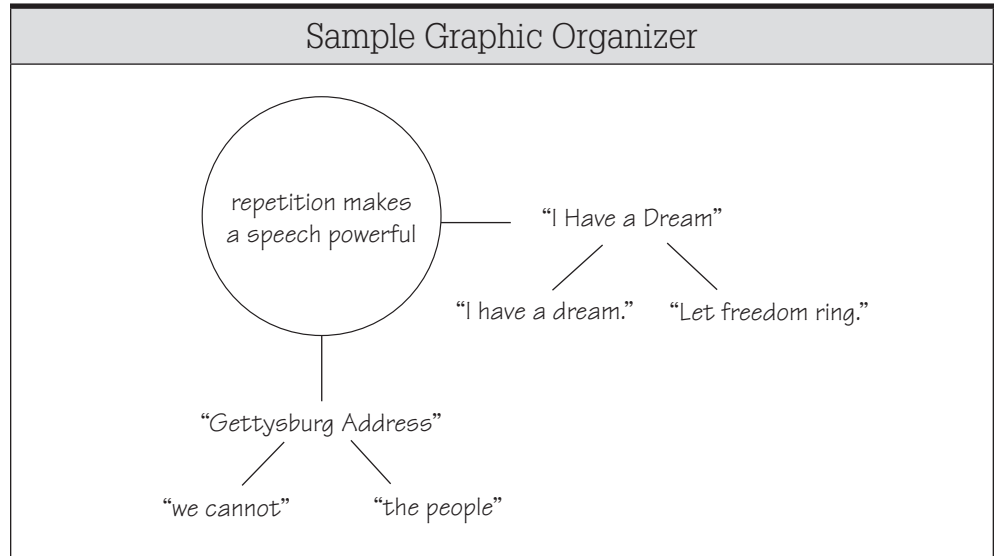 Sample Graphic Organizer
repetition makes
a speech powerful
“I Have a Dream”
“I have a dream.” “Let freedom ring.”
“Gettysburg Address”
“we cannot” “the people”